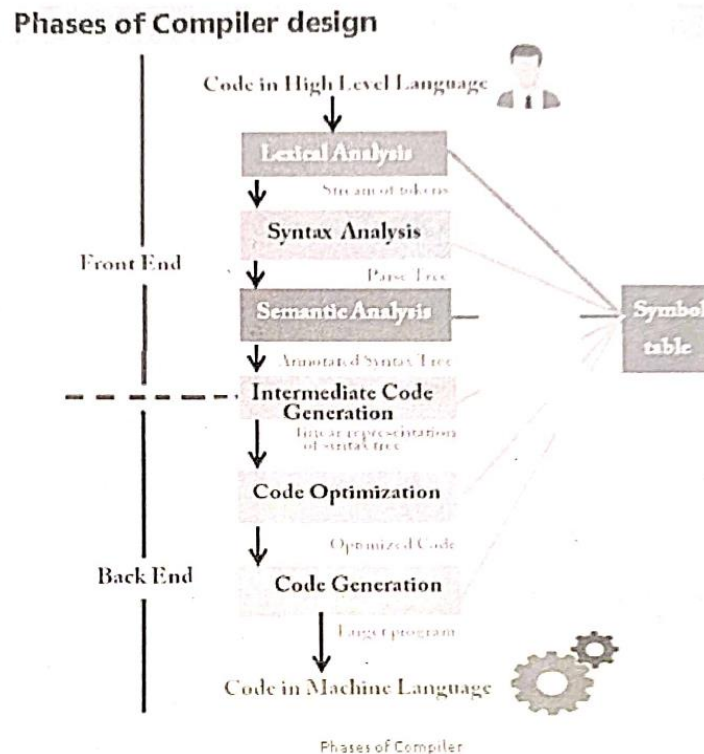 Phases of Compiler design
Code in High Level Language
Lexical Analysis
Stream of tokens
Syntax Analysis
Front End
Parse Tree
Semantic Analysis
Symbol
table
Annotated Syntax Tree
Intermediate Code
Generation
linear representation
of syntax tree
Code Optimization
Optimized Code
Back End
Code Generation
Target program
Code in Machine Language
Phases of Compiler